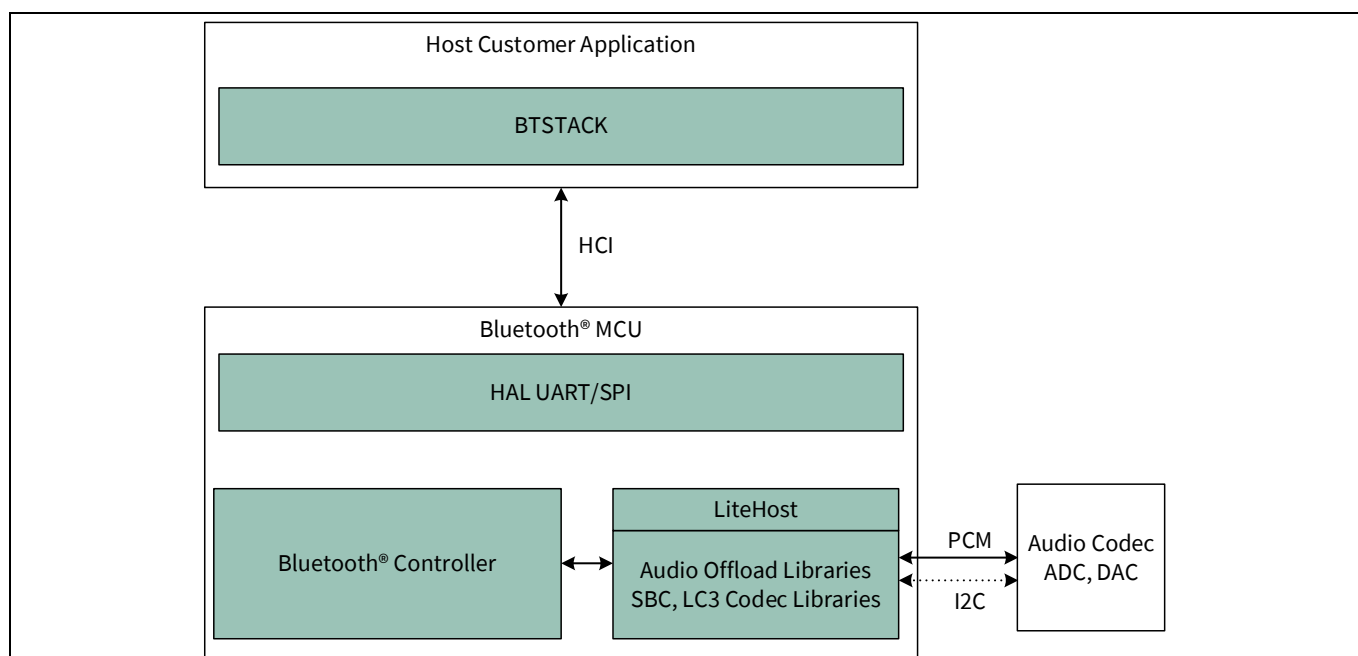 Host Customer Application
BTSTACK
HCI
Bluetooth® MCU
HAL UART/SPI
Bluetooth® Controller
LiteHost
Audio Offload Libraries
SBC, LC3 Codec Libraries
PCM
I2C
Audio Codec
ADC, DAC